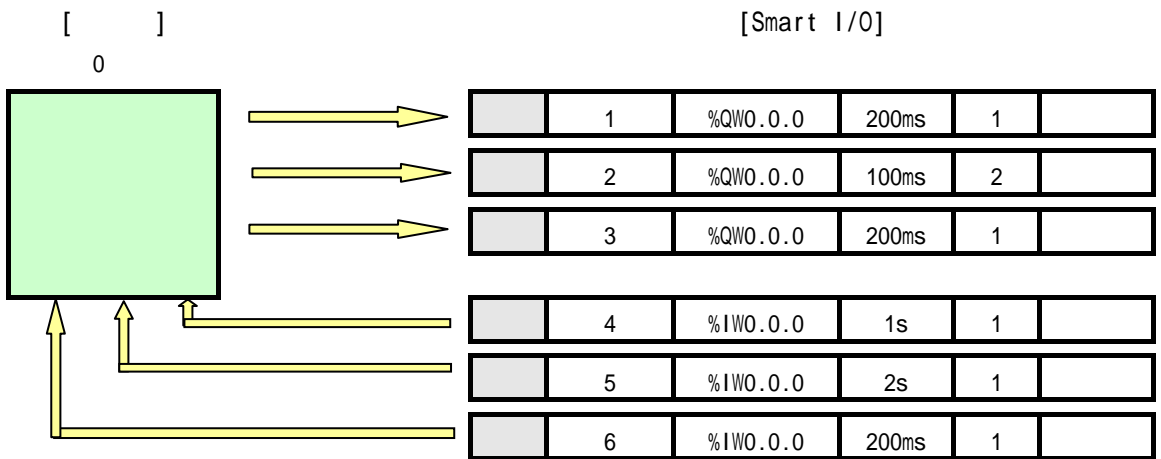 [ ] [Smart I/O]
0
1 %QW0.0.0 200ms 1
2 %QW0.0.0 100ms 2
3 %QW0.0.0 200ms 1
4 %IW0.0.0 1s 1
5 %IW0.0.0 2s 1
6 %IW0.0.0 200ms 1